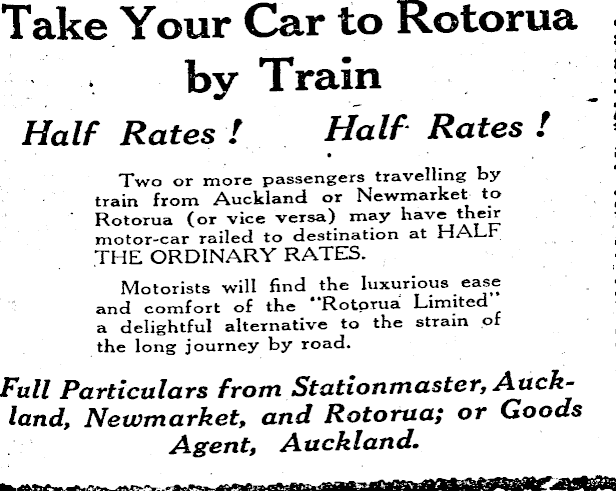 Take Your Car to Rotorua
by Train
Half Rates! Half Rates!
Two or more passengers travelling by
train from Auckland or Newmarket to
Rotorua (or vice versa) may have their
motor-car railed to destination at HALF
THE ORDINARY RATES.
Motorists will find the luxurious ease
and comfort of the "Rotorua Limited"
a delightful alternative to the strain of
the long journey by road.
Full Particulars from Stationmaster, Auck-
land, Newmarket, and Rotorua; or Goods
Agent, Auckland.